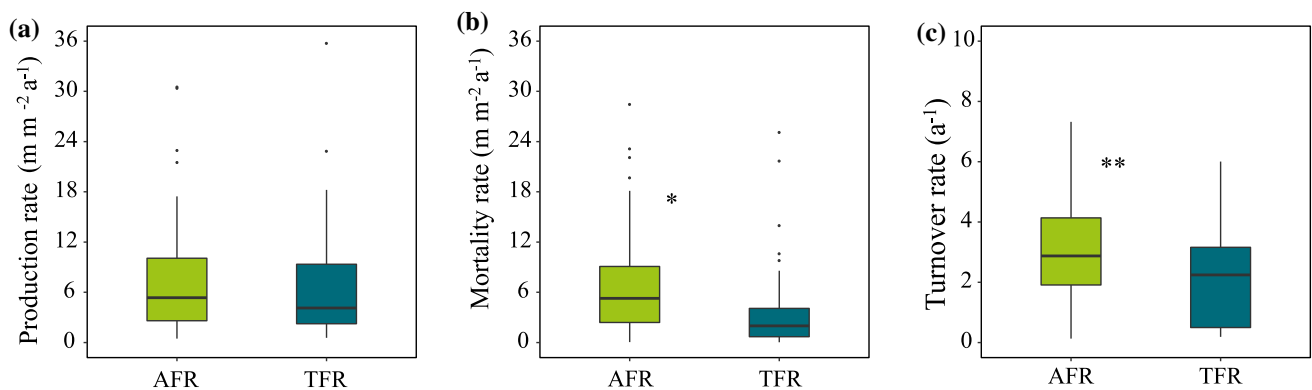 (a)
Production rate (m m⁻² a⁻¹)
36
30
24
18
12
6
0
AFR TFR
(b)
Mortality rate (m m⁻² a⁻¹)
36
30
24
18
12
6
0
*
AFR TFR
(c)
Turnover rate (a⁻¹)
10
8
6
4
2
0
**
AFR TFR